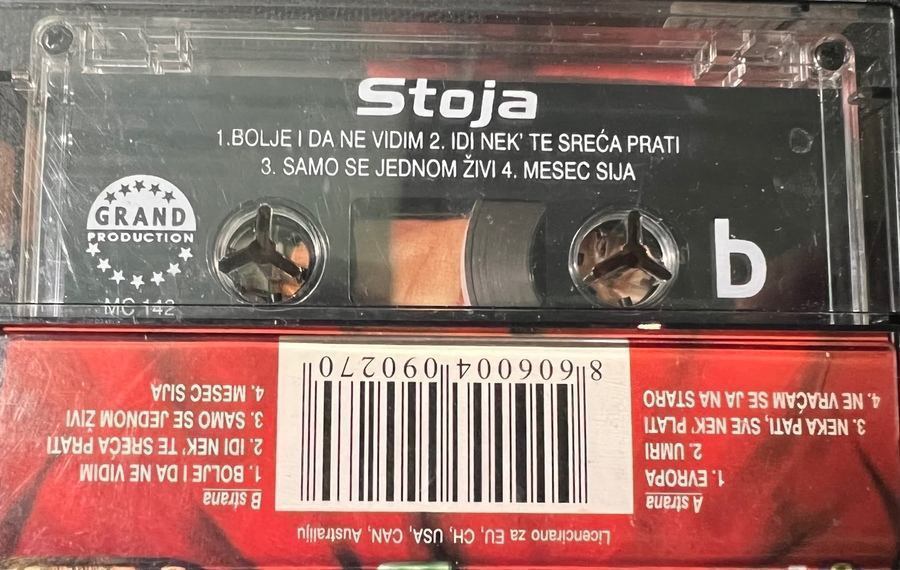 Stoja
1.BOLJE I DA NE VIDIM 2. IDI NEK' TE SREĆA PRATI
3. SAMO SE JEDNOM ŽIVI 4. MESEC SIJA
GRAND
PRODUCTION
MC 142
b
A strana
1. EVROPA
2. UMRI
3. NEKA PATI, SVE NEK' PLATI
4. NE VRAĆAM SE JA NA STARO
8 606004 090270
B strana
1. BOLJE I DA NE VIDIM
2. IDI NEK' TE SREĆA PRATI
3. SAMO SE JEDNOM ŽIVI
4. MESEC SIJA
Licencirano za EU, CH, USA, CAN, Australiju